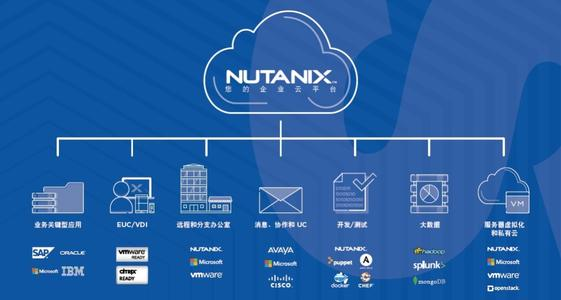 NUTANIX™
您的企业云平台
业务关键型应用
EUC/VDI
远程和分支办公室
消息、协作和 UC
开发/测试
大数据
VM
服务器虚拟化
和私有云
SAP ORACLE
Microsoft IBM
vmware
READY
citrix
READY
NUTANIX
Microsoft
vmware
AVAYA
Microsoft
CISCO
NUTANIX
puppet ANSIBLE
docker CHEF
hadoop
splunk>
mongoDB
NUTANIX
Microsoft
vmware
openstack